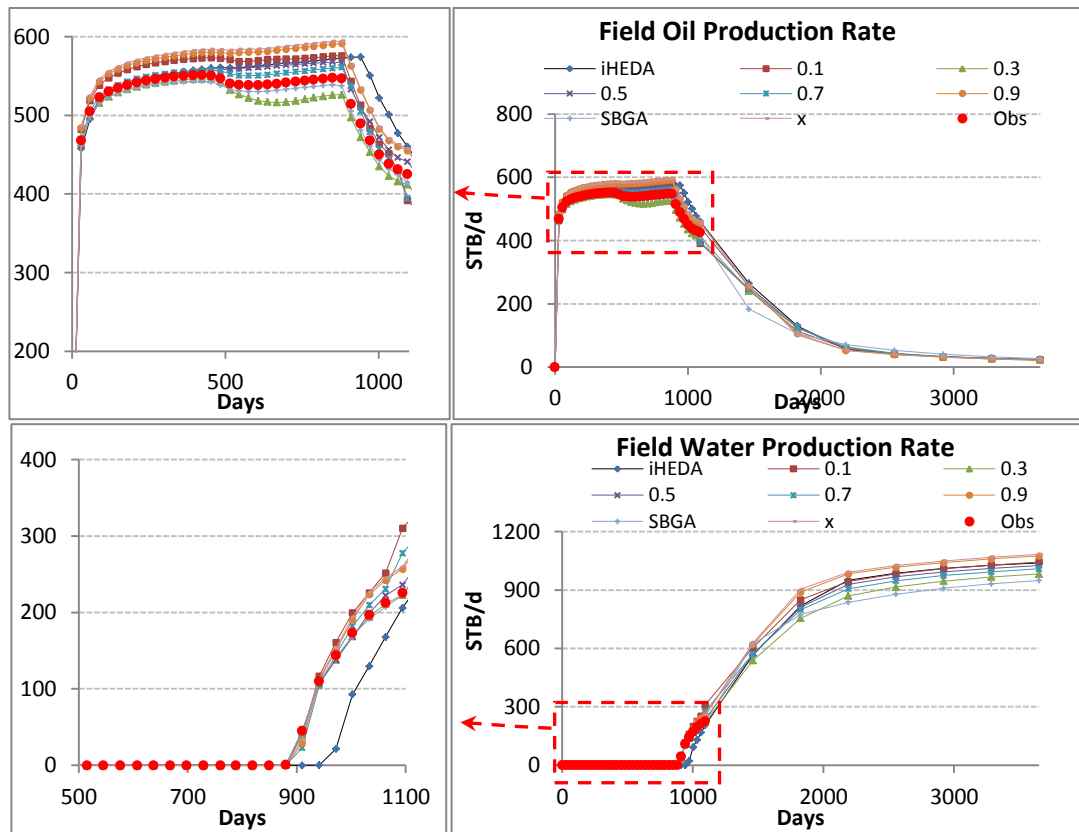 600
500
400
300
200
0 500 1000
Days
Field Oil Production Rate
iHEDA 0.1 0.3
0.5 0.7 0.9
SBGA x Obs
800
600
400
200
0
STB/d
0 1000 2000 3000
Days
400
300
200
100
0
500 700 900 1100
Days
Field Water Production Rate
iHEDA 0.1 0.3
0.5 0.7 0.9
SBGA x Obs
1200
900
600
300
0
STB/d
0 1000 2000 3000
Days